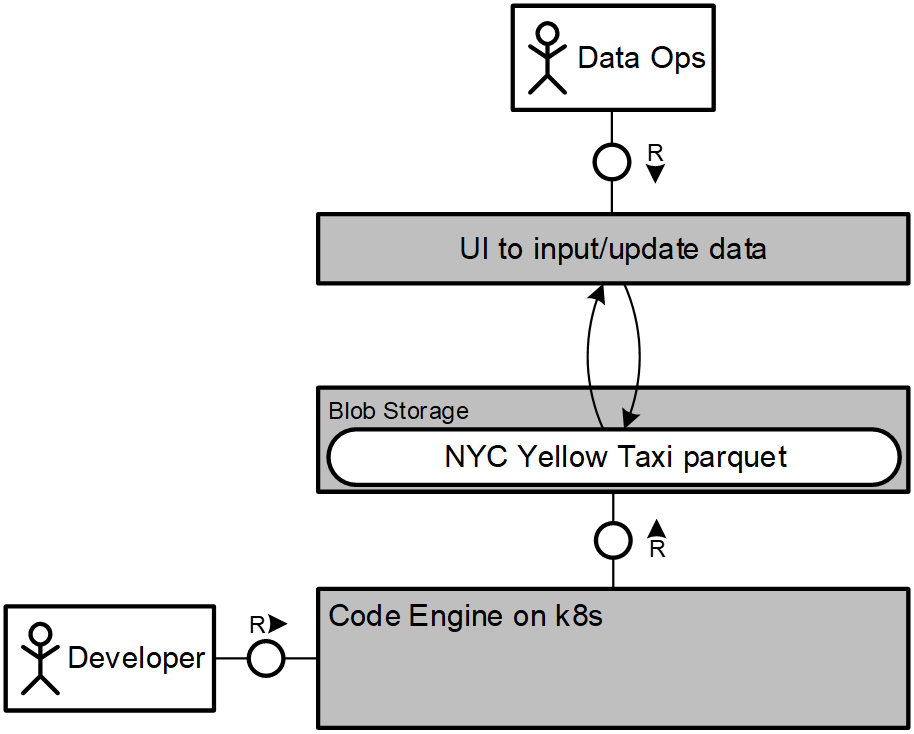 Data Ops
R
UI to input/update data
Blob Storage
NYC Yellow Taxi parquet
R
Code Engine on k8s
R
Developer